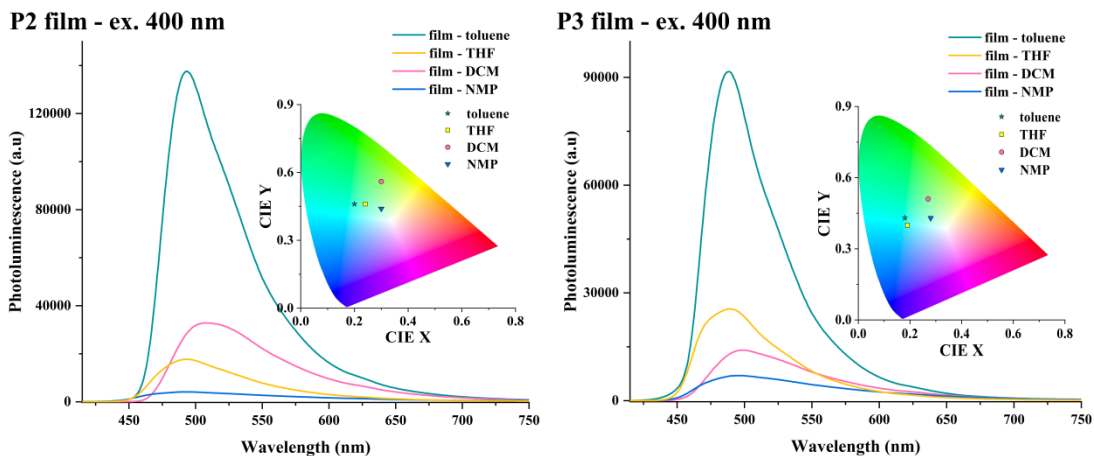 P2 film - ex. 400 nm
film - toluene
film - THF
film - DCM
film - NMP
120000
80000
40000
0
Photoluminescence (a.u)
450 500 550 600 650 700 750
Wavelength (nm)
0.9
0.6
0.3
0.0
CIE Y
0.0 0.2 0.4 0.6 0.8
CIE X
toluene
THF
DCM
NMP
P3 film - ex. 400 nm
film - toluene
film - THF
film - DCM
film - NMP
90000
60000
30000
0
Photoluminescence (a.u)
450 500 550 600 650 700 750
Wavelength (nm)
0.9
0.6
0.3
0.0
CIE Y
0.0 0.2 0.4 0.6 0.8
CIE X
toluene
THF
DCM
NMP